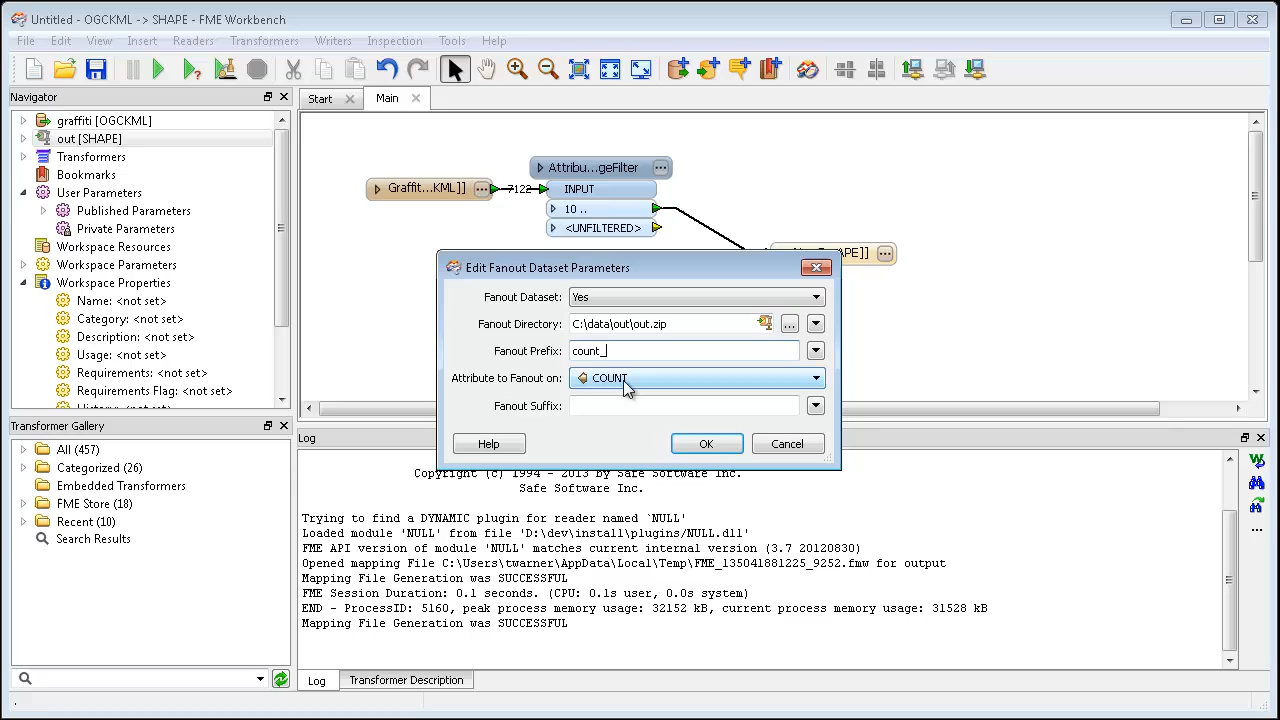 Untitled - OGCKML -> SHAPE - FME Workbench
File Edit View Insert Readers Transformers Writers Inspection Tools Help
Navigator
graffiti [OGCKML]
out [SHAPE]
Transformers
Bookmarks
User Parameters
Published Parameters
Private Parameters
Workspace Resources
Workspace Parameters
Workspace Properties
Name: <not set>
Category: <not set>
Description: <not set>
Usage: <not set>
Requirements: <not set>
Requirements Flag: <not set>
Start
Main
Attribu...geFilter
Graffit...KML]]
7122
INPUT
10 ..
<UNFILTERED>
Edit Fanout Dataset Parameters
Fanout Dataset: Yes
Fanout Directory: C:\data\out\out.zip
Fanout Prefix: count_
Attribute to Fanout on: COUNT
Fanout Suffix:
Help OK Cancel
Transformer Gallery
All (457)
Categorized (26)
Embedded Transformers
FME Store (18)
Recent (10)
Search Results
Log
Safe Software Inc.
Trying to find a DYNAMIC plugin for reader named `NULL'
Loaded module 'NULL' from file 'D:\dev\install\plugins/NULL.dll'
FME API version of module 'NULL' matches current internal version (3.7 20120830)
Opened mapping File C:\Users\twarner\AppData\Local\Temp\FME_135041881225_9252.fmw for output
Mapping File Generation was SUCCESSFUL
FME Session Duration: 0.1 seconds. (CPU: 0.1s user, 0.0s system)
END - ProcessID: 5160, peak process memory usage: 32152 kB, current process memory usage: 31528 kB
Mapping File Generation was SUCCESSFUL
Log
Transformer Description